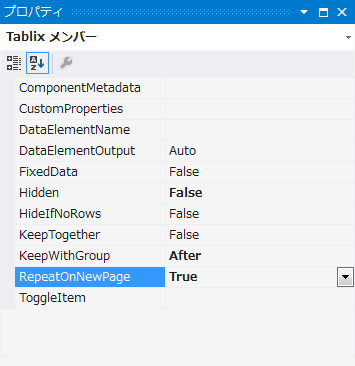 プロパティ
Tablix メンバー
ComponentMetadata
CustomProperties
DataElementName
DataElementOutput Auto
FixedData False
Hidden False
HideIfNoRows False
KeepTogether False
KeepWithGroup After
RepeatOnNewPage True
ToggleItem